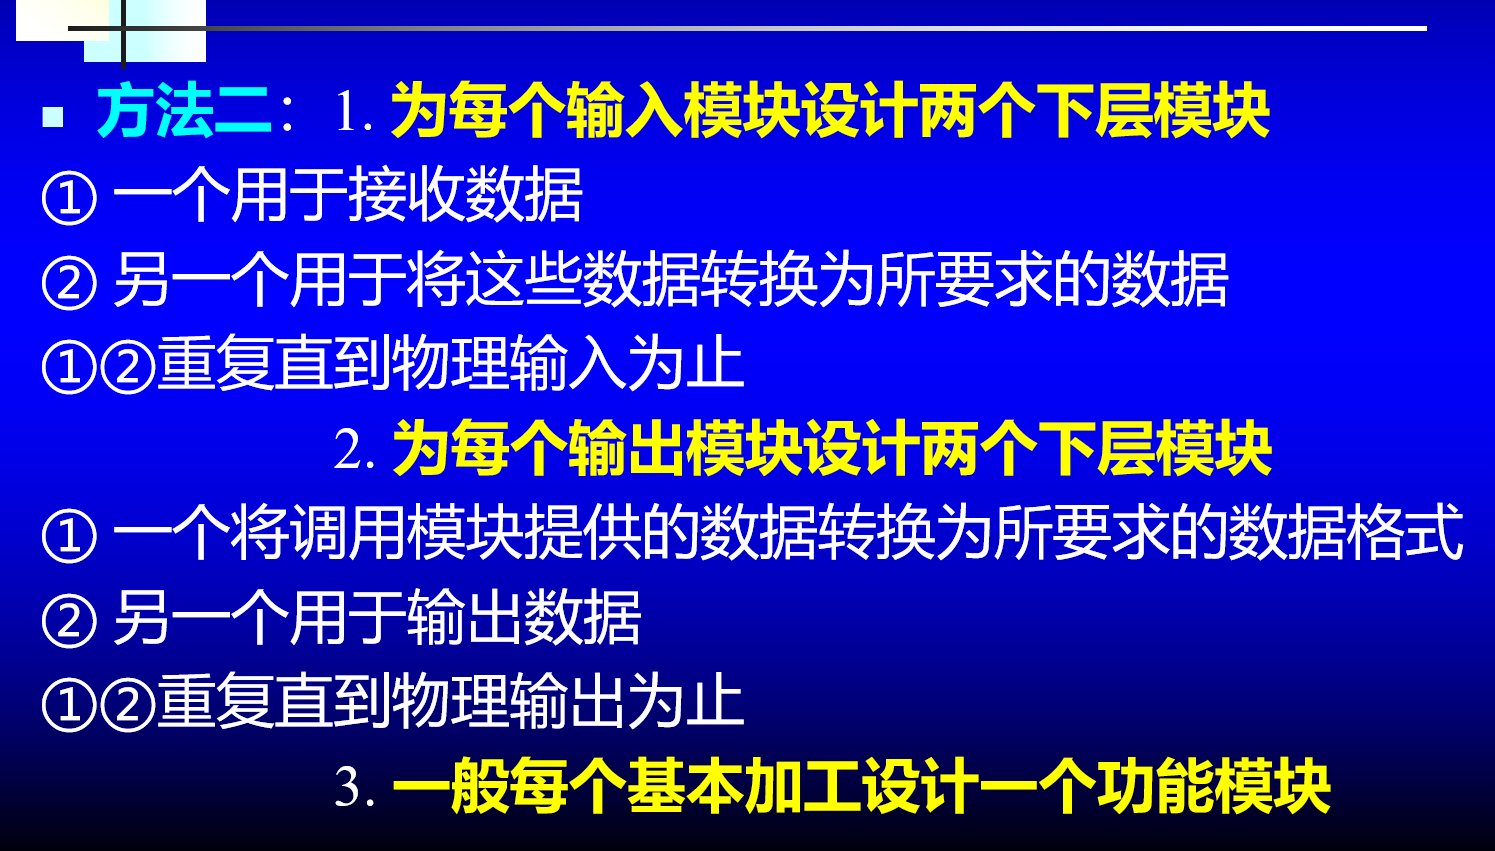 方法二：1. 为每个输入模块设计两个下层模块
① 一个用于接收数据
② 另一个用于将这些数据转换为所要求的数据
①②重复直到物理输入为止
2. 为每个输出模块设计两个下层模块
① 一个将调用模块提供的数据转换为所要求的数据格式
② 另一个用于输出数据
①②重复直到物理输出为止
3. 一般每个基本加工设计一个功能模块